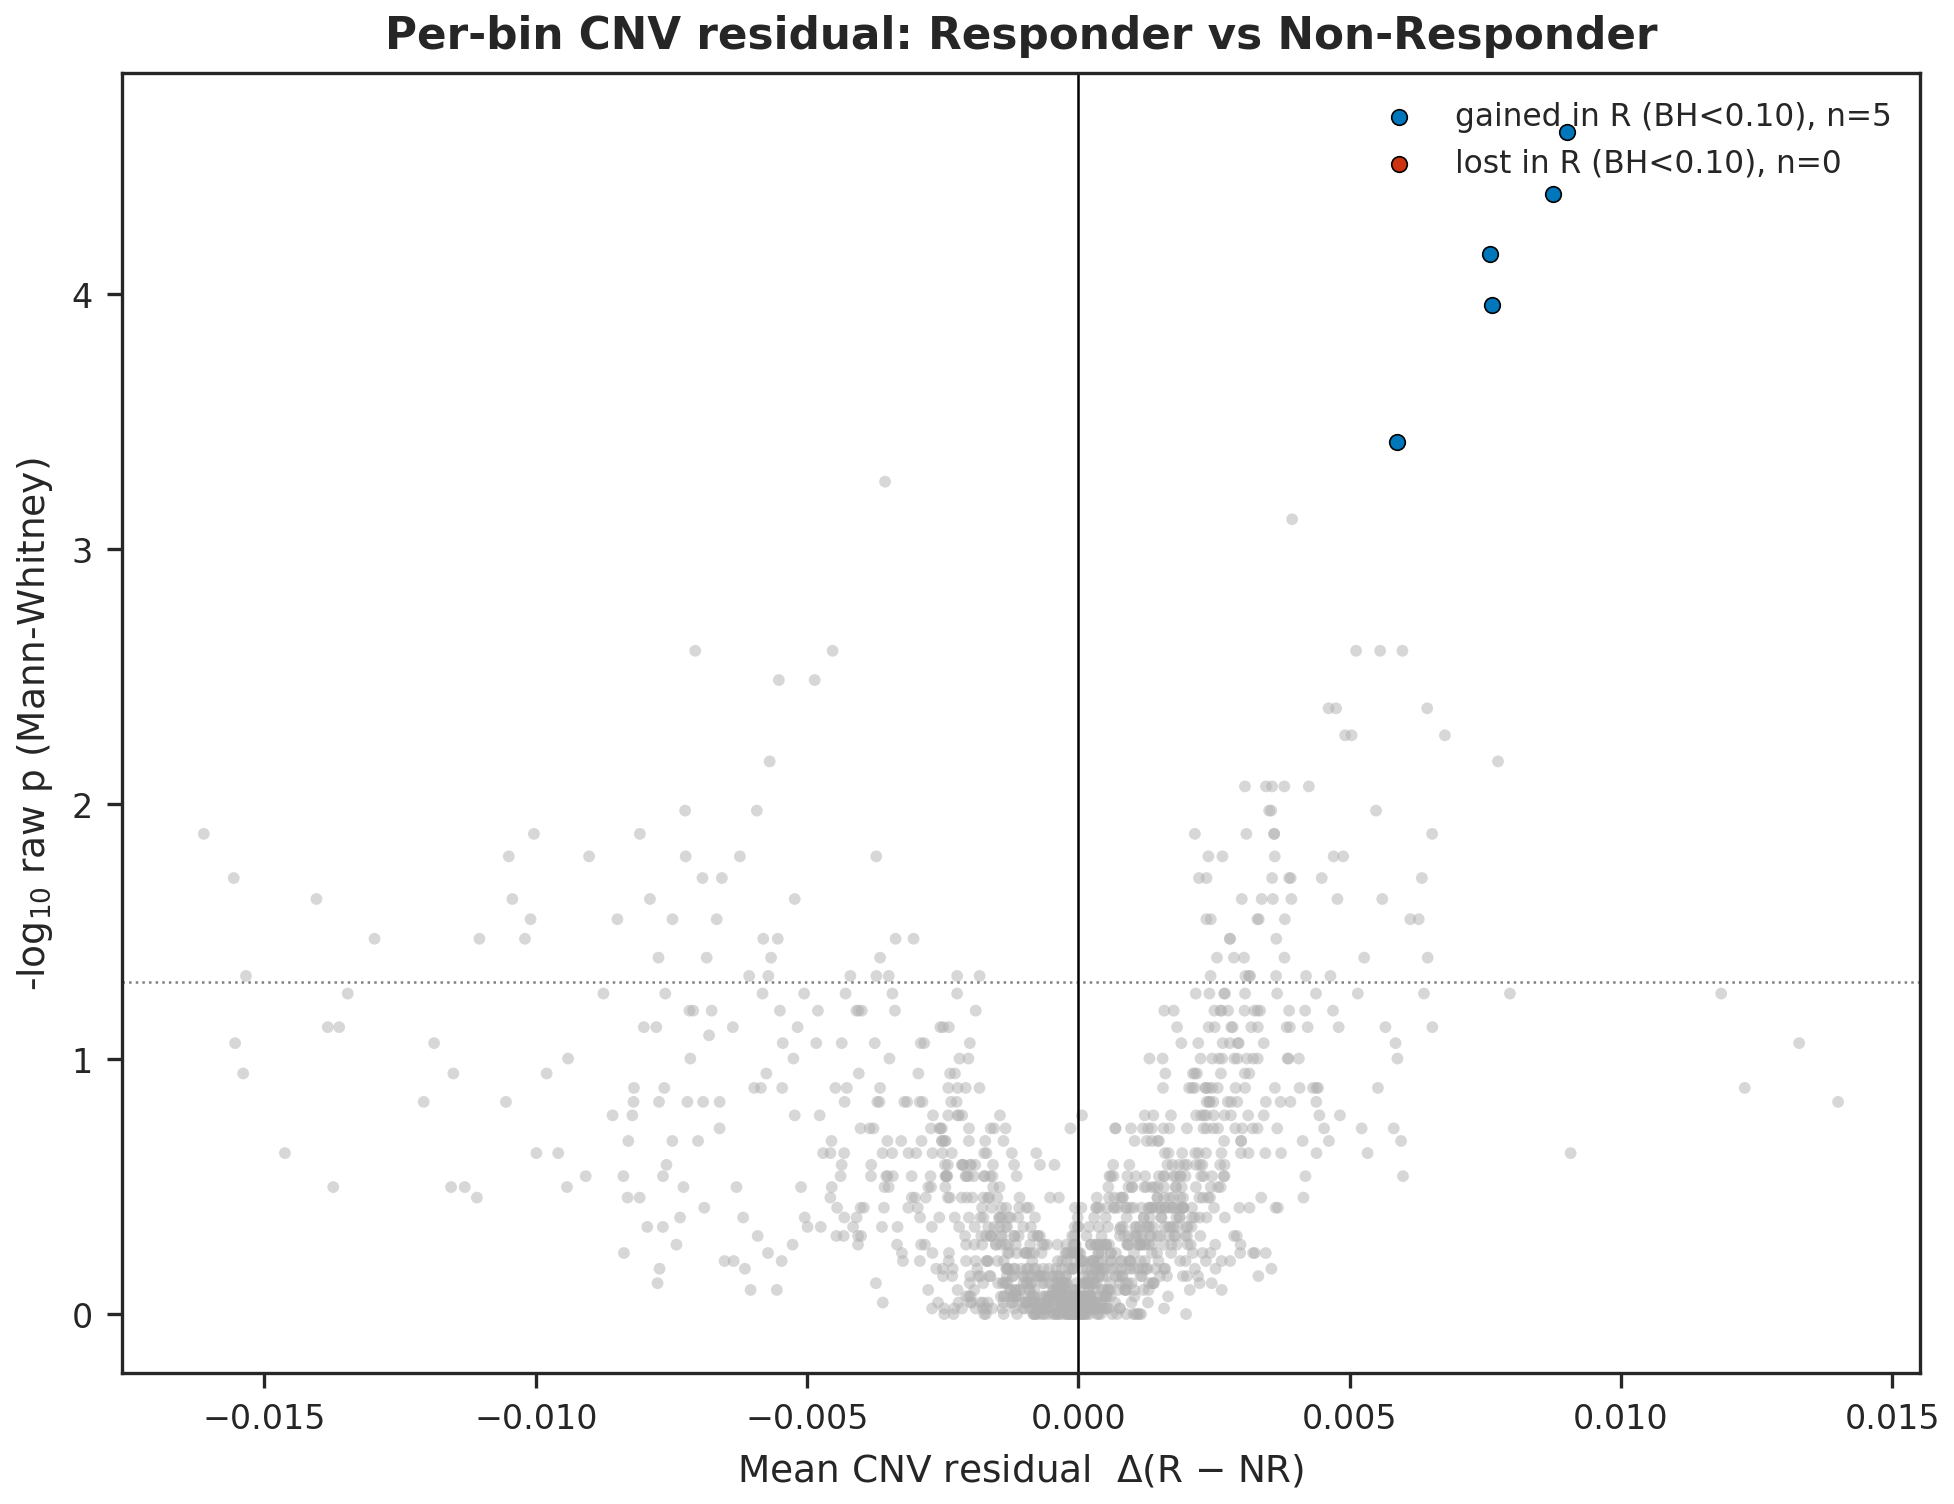 Per-bin CNV residual: Responder vs Non-Responder
gained in R (BH<0.10), n=5
lost in R (BH<0.10), n=0
-log₁₀ raw p (Mann-Whitney)
4
3
2
1
0
−0.015
−0.010
−0.005
0.000
0.005
0.010
0.015
Mean CNV residual Δ(R − NR)